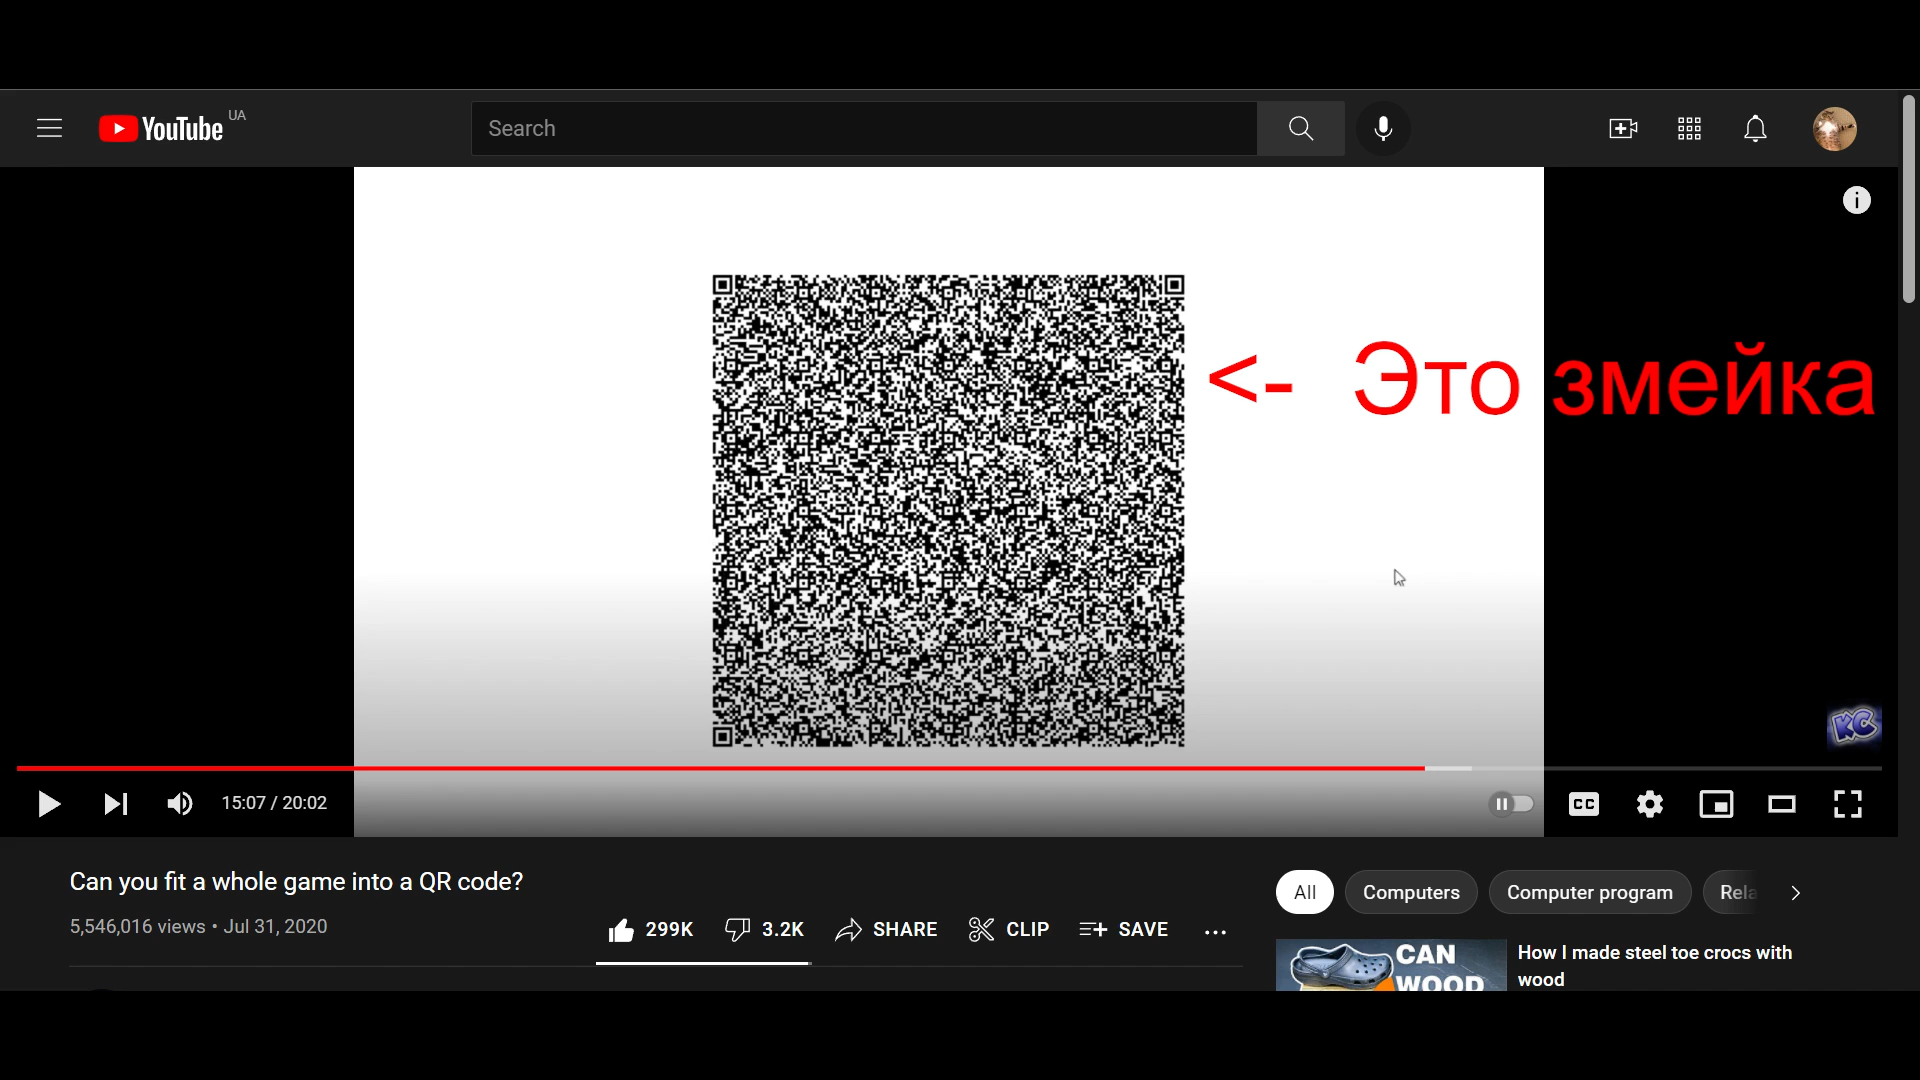 YouTube UA
Search
<- Это змейка
KC
15:07 / 20:02
CC
Can you fit a whole game into a QR code?
5,546,016 views • Jul 31, 2020
299K
3.2K
SHARE
CLIP
SAVE
All
Computers
Computer program
Rela
CAN
WOOD
How I made steel toe crocs with
wood